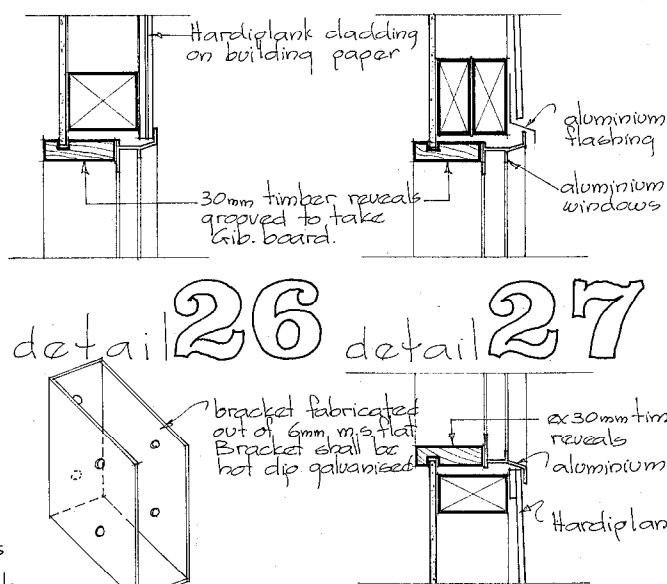 Hardiplank cladding
on building paper
aluminium
flashing
aluminium
windows
30mm timber reveals
grooved to take
Gib. board.
detail 26
detail 27
bracket fabricated
out of 6mm m.s flat
Bracket shall be
hot dip galvanised
ex 30mm tim
reveals
aluminium
Hardiplan
s